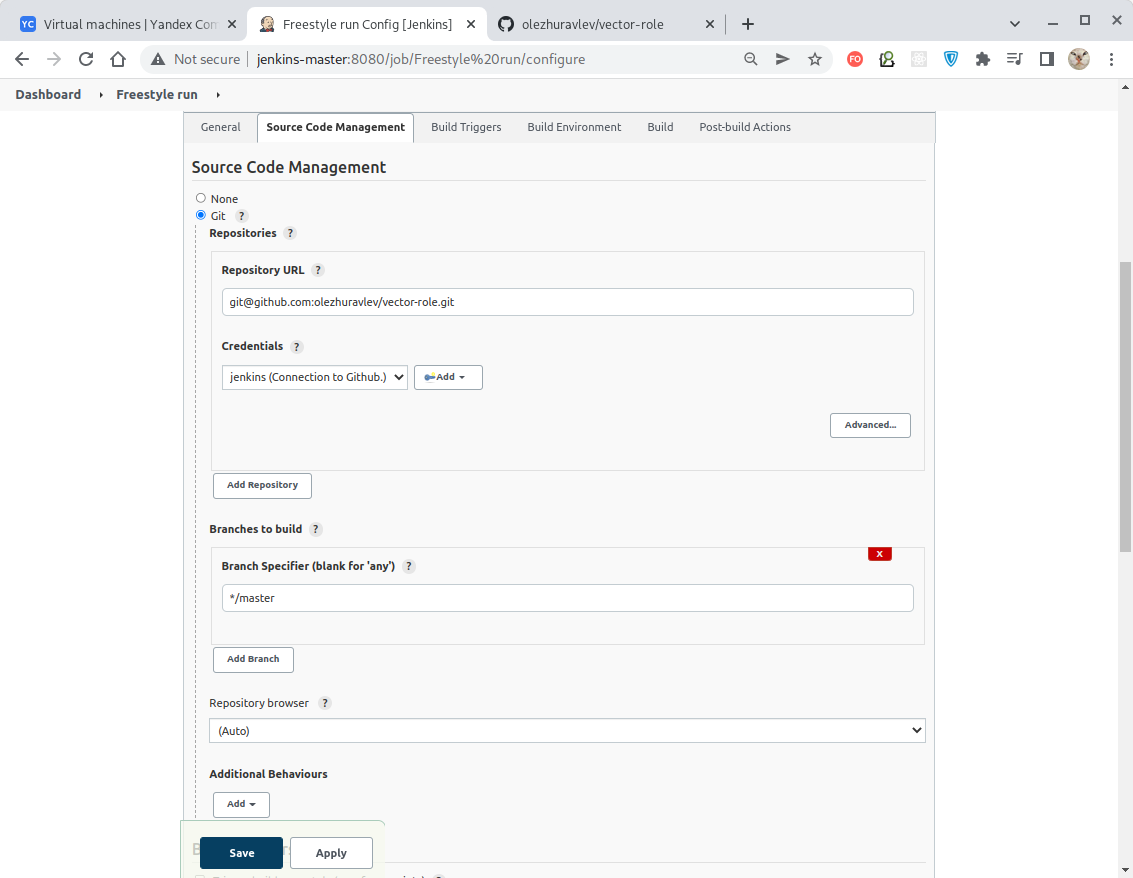 YC Virtual machines | Yandex Com
Freestyle run Config [Jenkins]
olezhuravlev/vector-role
Not secure jenkins-master:8080/job/Freestyle%20run/configure
FO
Dashboard Freestyle run
General Source Code Management Build Triggers Build Environment Build Post-build Actions
Source Code Management
None
Git ?
Repositories ?
Repository URL ?
git@github.com:olezhuravlev/vector-role.git
Credentials ?
jenkins (Connection to Github.) Add
Advanced...
Add Repository
Branches to build ?
X
Branch Specifier (blank for 'any') ?
*/master
Add Branch
Repository browser ?
(Auto)
Additional Behaviours
Add
Save Apply